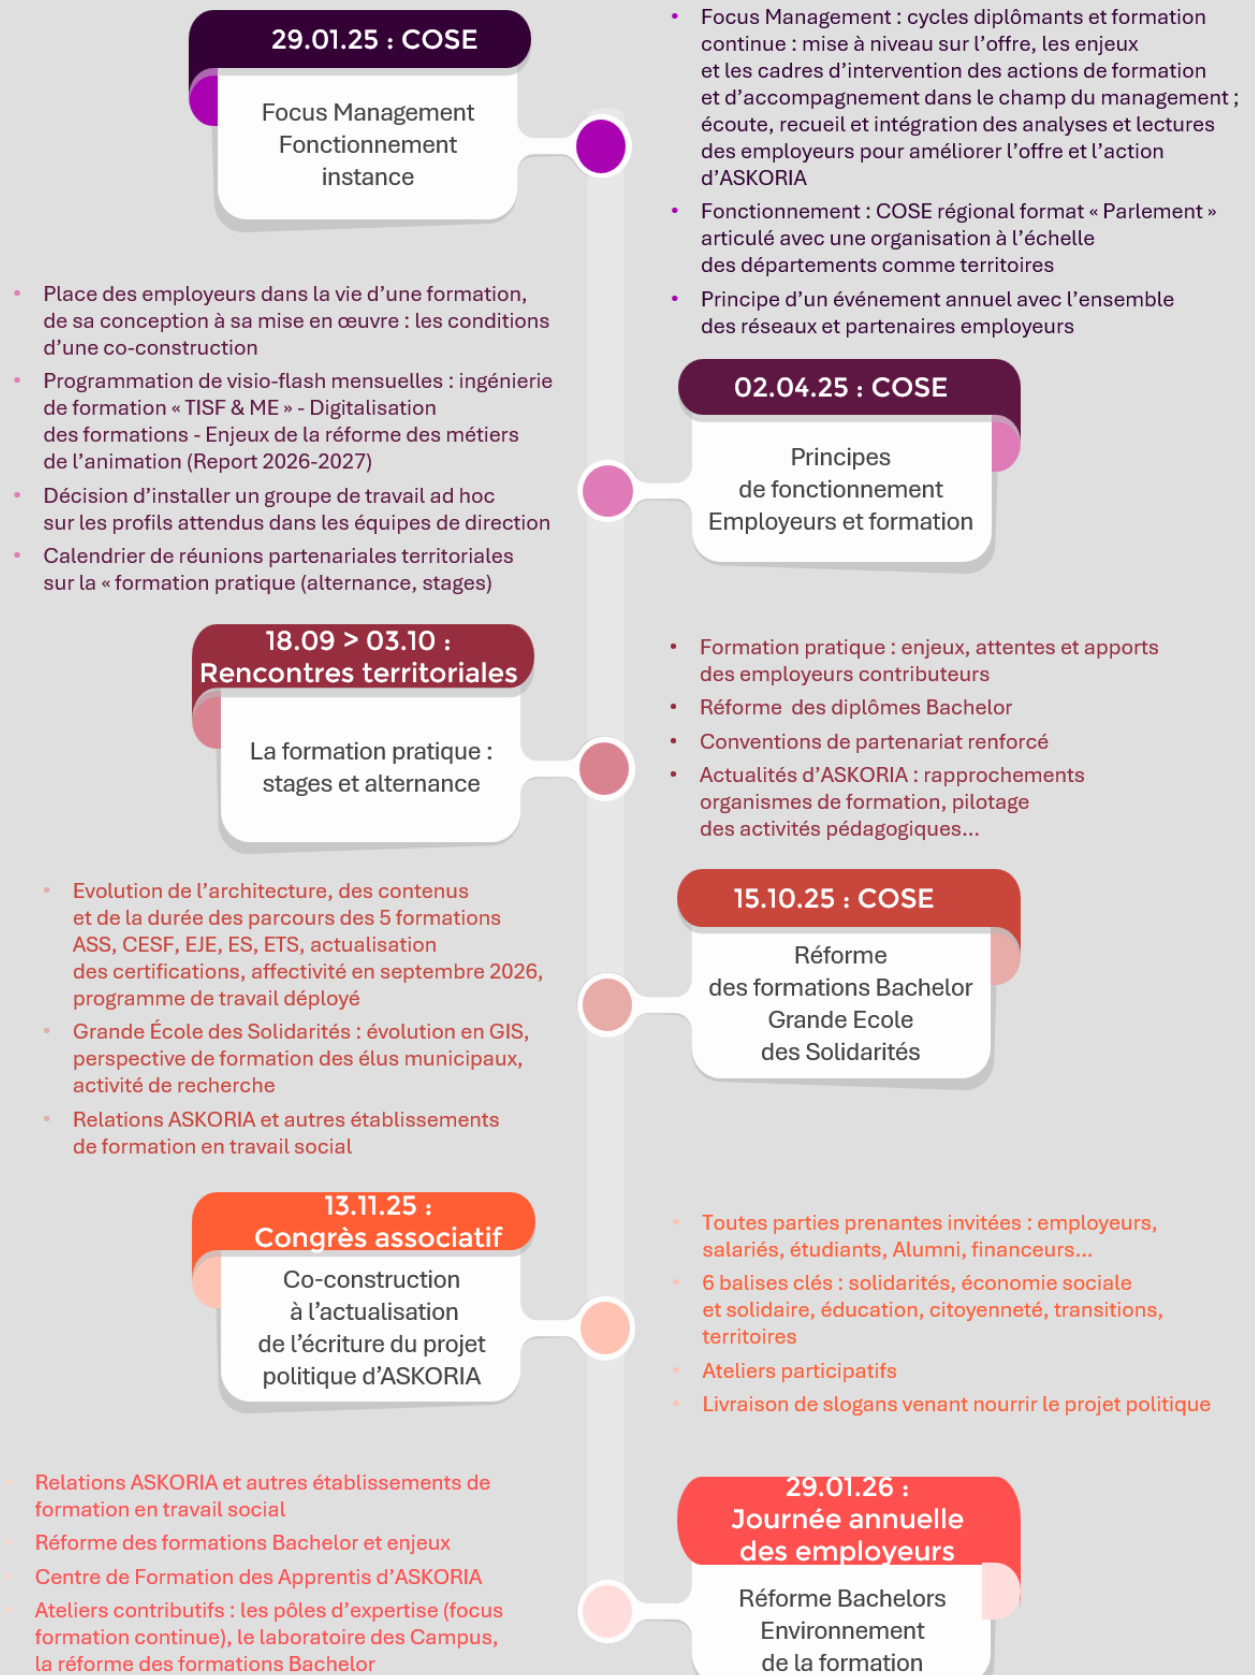 29.01.25 : COSE
Focus Management
Fonctionnement
instance
• Focus Management : cycles diplômants et formation
continue : mise à niveau sur l'offre, les enjeux
et les cadres d'intervention des actions de formation
et d'accompagnement dans le champ du management ;
écoute, recueil et intégration des analyses et lectures
des employeurs pour améliorer l'offre et l'action
d'ASKORIA
• Fonctionnement : COSE régional format « Parlement »
articulé avec une organisation à l'échelle
des départements comme territoires
• Principe d'un événement annuel avec l'ensemble
des réseaux et partenaires employeurs
02.04.25 : COSE
Principes
de fonctionnement
Employeurs et formation
• Place des employeurs dans la vie d'une formation,
de sa conception à sa mise en œuvre : les conditions
d'une co-construction
• Programmation de visio-flash mensuelles : ingénierie
de formation « TISF & ME » - Digitalisation
des formations - Enjeux de la réforme des métiers
de l'animation (Report 2026-2027)
• Décision d'installer un groupe de travail ad hoc
sur les profils attendus dans les équipes de direction
• Calendrier de réunions partenariales territoriales
sur la « formation pratique (alternance, stages)
18.09 > 03.10 :
Rencontres territoriales
La formation pratique :
stages et alternance
• Formation pratique : enjeux, attentes et apports
des employeurs contributeurs
• Réforme des diplômes Bachelor
• Conventions de partenariat renforcé
• Actualités d'ASKORIA : rapprochements
organismes de formation, pilotage
des activités pédagogiques...
15.10.25 : COSE
Réforme
des formations Bachelor
Grande Ecole
des Solidarités
• Evolution de l'architecture, des contenus
et de la durée des parcours des 5 formations
ASS, CESF, EJE, ES, ETS, actualisation
des certifications, affectivité en septembre 2026,
programme de travail déployé
• Grande École des Solidarités : évolution en GIS,
perspective de formation des élus municipaux,
activité de recherche
• Relations ASKORIA et autres établissements
de formation en travail social
13.11.25 :
Congrès associatif
Co-construction
à l'actualisation
de l'écriture du projet
politique d'ASKORIA
• Toutes parties prenantes invitées : employeurs,
salariés, étudiants, Alumni, financeurs...
• 6 balises clés : solidarités, économie sociale
et solidaire, éducation, citoyenneté, transitions,
territoires
• Ateliers participatifs
• Livraison de slogans venant nourrir le projet politique
29.01.26 :
Journée annuelle
des employeurs
Réforme Bachelors
Environnement
de la formation
• Relations ASKORIA et autres établissements de
formation en travail social
• Réforme des formations Bachelor et enjeux
• Centre de Formation des Apprentis d'ASKORIA
• Ateliers contributifs : les pôles d'expertise (focus
formation continue), le laboratoire des Campus,
la réforme des formations Bachelor